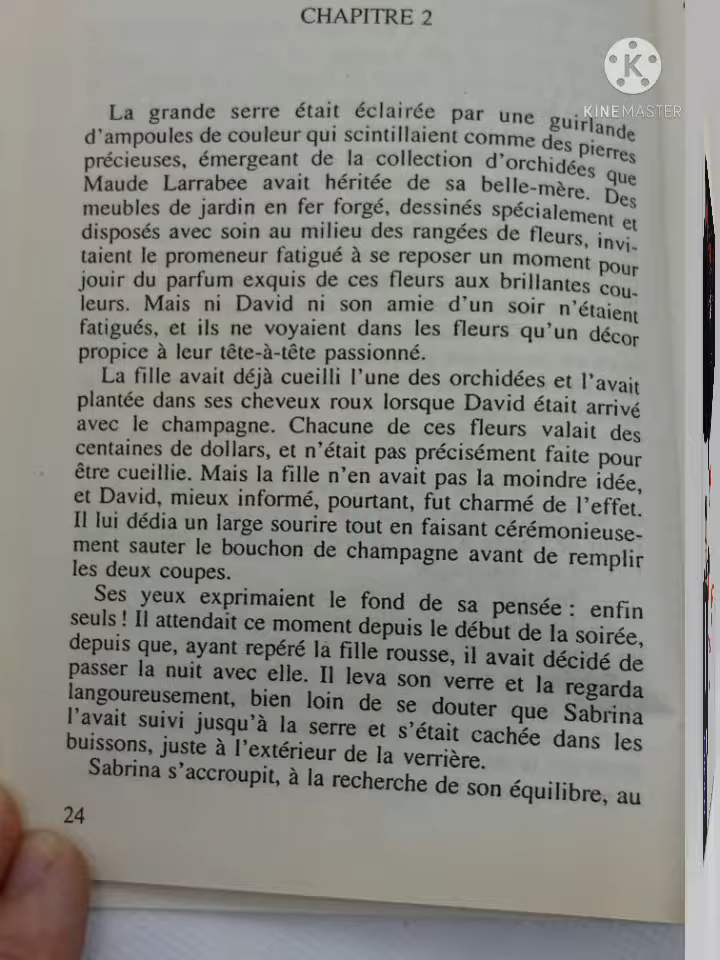 CHAPITRE 2
KINEMASTER
La grande serre était éclairée par une guirlande
d'ampoules de couleur qui scintillaient comme des pierres
précieuses, émergeant de la collection d'orchidées que
Maude Larrabee avait héritée de sa belle-mère. Des
meubles de jardin en fer forgé, dessinés spécialement et
disposés avec soin au milieu des rangées de fleurs, invi-
taient le promeneur fatigué à se reposer un moment pour
jouir du parfum exquis de ces fleurs aux brillantes cou-
leurs. Mais ni David ni son amie d'un soir n'étaient
fatigués, et ils ne voyaient dans les fleurs qu'un décor
propice à leur tête-à-tête passionné.
La fille avait déjà cueilli l'une des orchidées et l'avait
plantée dans ses cheveux roux lorsque David était arrivé
avec le champagne. Chacune de ces fleurs valait des
centaines de dollars, et n'était pas précisément faite pour
être cueillie. Mais la fille n'en avait pas la moindre idée,
et David, mieux informé, pourtant, fut charmé de l'effet.
Il lui dédia un large sourire tout en faisant cérémonieuse-
ment sauter le bouchon de champagne avant de remplir
les deux coupes.
Ses yeux exprimaient le fond de sa pensée : enfin
seuls ! Il attendait ce moment depuis le début de la soirée,
depuis que, ayant repéré la fille rousse, il avait décidé de
passer la nuit avec elle. Il leva son verre et la regarda
langoureusement, bien loin de se douter que Sabrina
l'avait suivi jusqu'à la serre et s'était cachée dans les
buissons, juste à l'extérieur de la verrière.
Sabrina s'accroupit, à la recherche de son équilibre, au
24